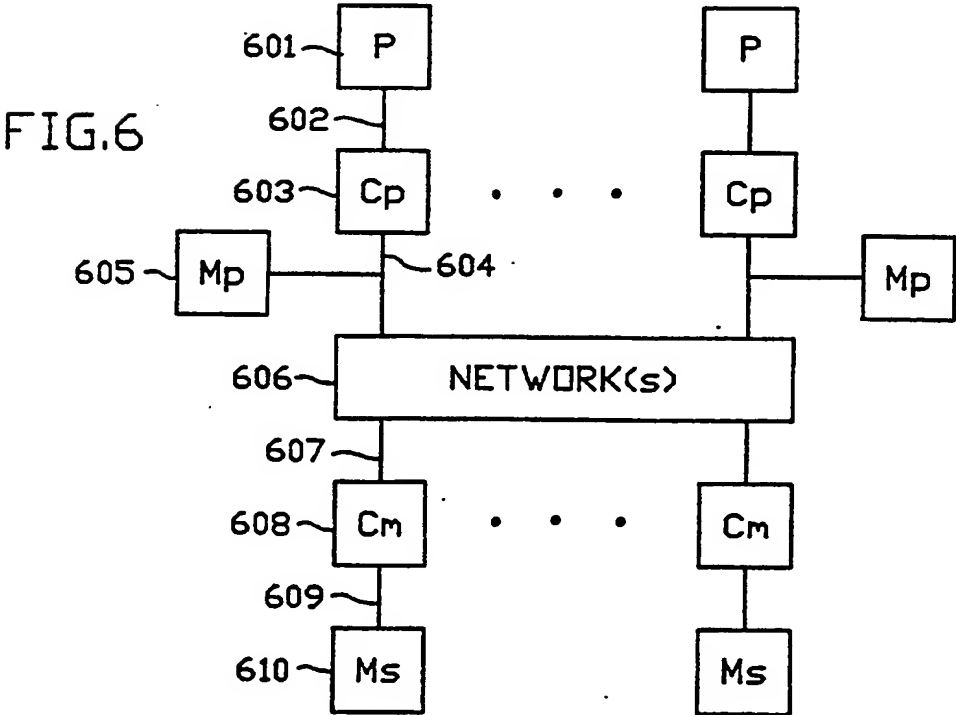 601 P P
FIG.6
602
603 Cp . . . Cp
604
605 Mp Mp
606 NETWORK(s)
607
608 Cm . . . Cm
609
610 Ms Ms